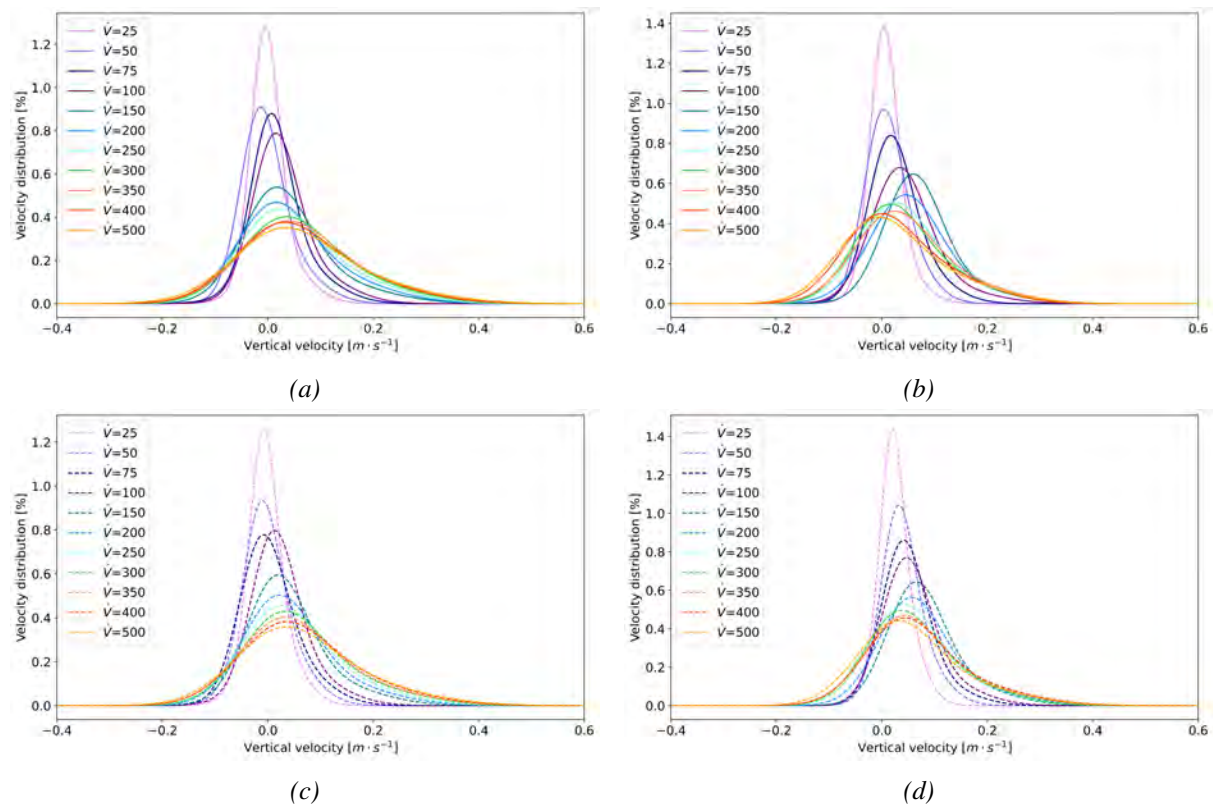 1.2
1.0
0.8
0.6
0.4
0.2
0.0
Velocity distribution [%]
V̇=25
V̇=50
V̇=75
V̇=100
V̇=150
V̇=200
V̇=250
V̇=300
V̇=350
V̇=400
V̇=500
−0.4 −0.2 0.0 0.2 0.4 0.6
Vertical velocity [m · s⁻¹]
(a)
1.4
1.2
1.0
0.8
0.6
0.4
0.2
0.0
Velocity distribution [%]
V̇=25
V̇=50
V̇=75
V̇=100
V̇=150
V̇=200
V̇=250
V̇=300
V̇=350
V̇=400
V̇=500
−0.4 −0.2 0.0 0.2 0.4 0.6
Vertical velocity [m · s⁻¹]
(b)
1.2
1.0
0.8
0.6
0.4
0.2
0.0
Velocity distribution [%]
V̇=25
V̇=50
V̇=75
V̇=100
V̇=150
V̇=200
V̇=250
V̇=300
V̇=350
V̇=400
V̇=500
−0.4 −0.2 0.0 0.2 0.4 0.6
Vertical velocity [m · s⁻¹]
(c)
1.4
1.2
1.0
0.8
0.6
0.4
0.2
0.0
Velocity distribution [%]
V̇=25
V̇=50
V̇=75
V̇=100
V̇=150
V̇=200
V̇=250
V̇=300
V̇=350
V̇=400
V̇=500
−0.4 −0.2 0.0 0.2 0.4 0.6
Vertical velocity [m · s⁻¹]
(d)